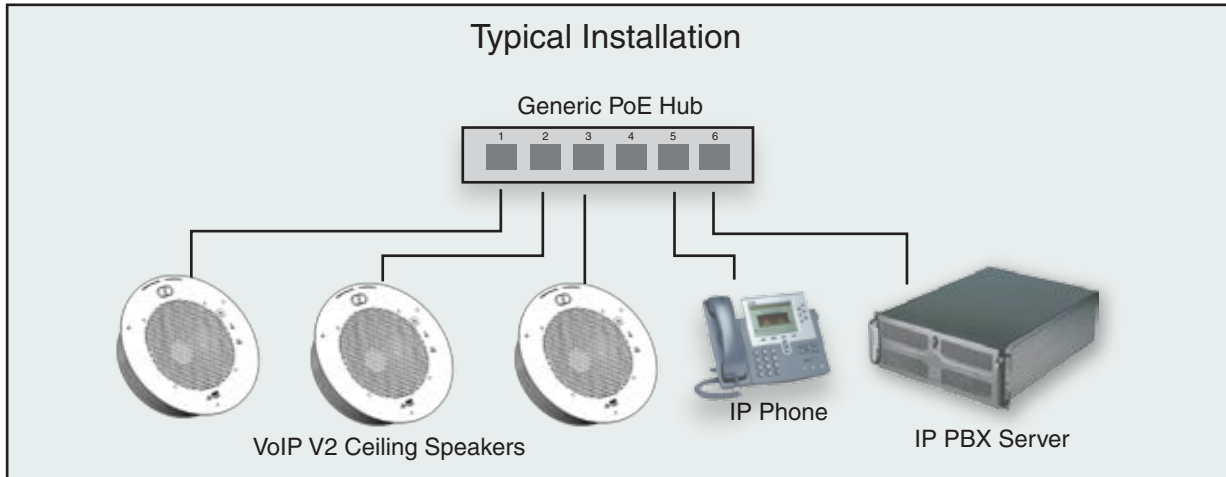 Typical Installation
Generic PoE Hub
1 2 3 4 5 6
IP Phone
VoIP V2 Ceiling Speakers
IP PBX Server